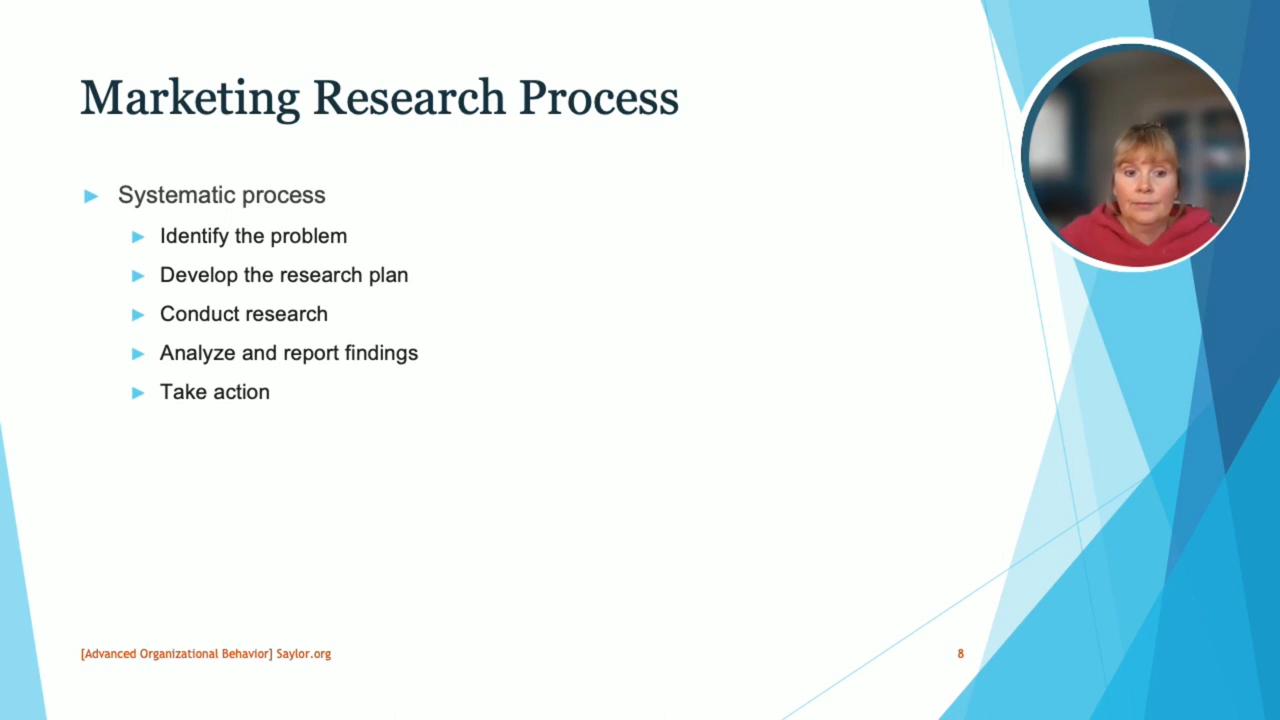 Marketing Research Process
Systematic process
Identify the problem
Develop the research plan
Conduct research
Analyze and report findings
Take action
[Advanced Organizational Behavior] Saylor.org
8